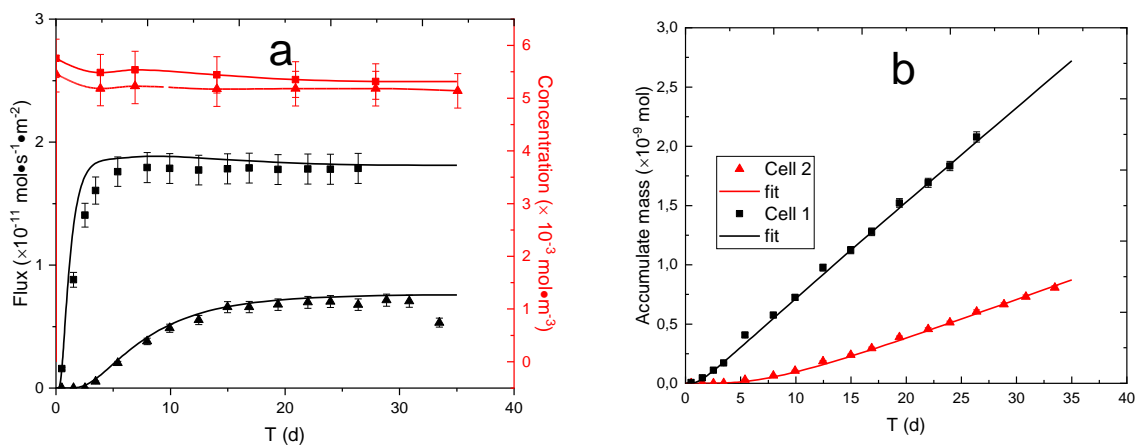 a
3
2
1
0
Flux (×10⁻¹¹ mol•s⁻¹•m⁻²)
0 10 20 30 40
T (d)
6
5
4
3
2
1
0
Concentration (× 10⁻³ mol•m⁻³)
b
3,0
2,5
2,0
1,5
1,0
0,5
0,0
Accumulate mass (×10⁻⁹ mol)
Cell 2
fit
Cell 1
fit
0 5 10 15 20 25 30 35 40
T (d)